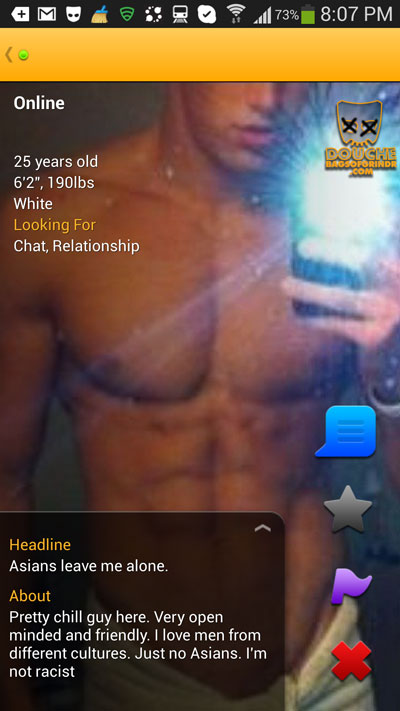 73% 8:07 PM
Online
DOUCHE
BAGSOFGRINDR
.COM
25 years old
6'2", 190lbs
White
Looking For
Chat, Relationship
Headline
Asians leave me alone.
About
Pretty chill guy here. Very open
minded and friendly. I love men from
different cultures. Just no Asians. I'm
not racist